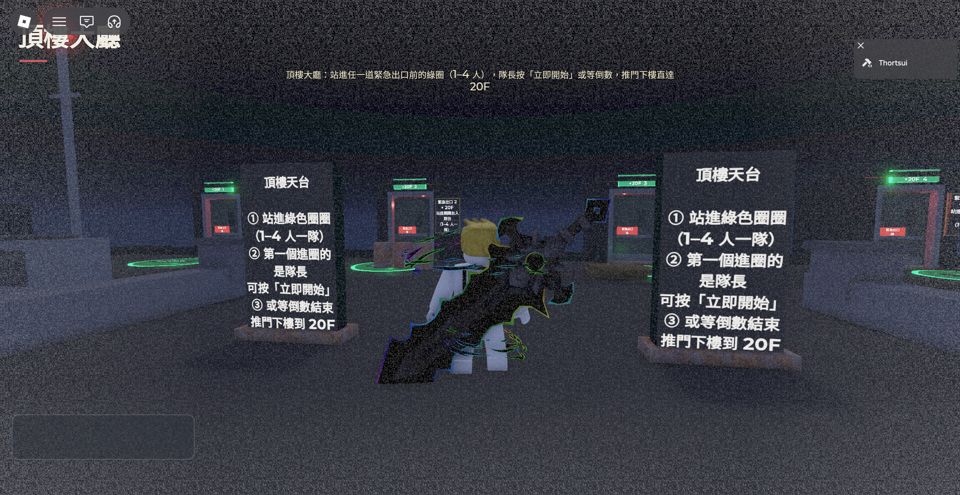 頂樓大廳
頂樓大廳：站進任一道緊急出口前的綠圈（1–4 人），隊長按「立即開始」或等倒數，推門下樓直達
20F
Thortsui
頂樓天台
① 站進綠色圈圈
（1–4 人一隊）
② 第一個進圈的
是隊長
可按「立即開始」
③ 或等倒數結束
推門下樓到 20F
頂樓天台
① 站進綠色圈圈
（1–4 人一隊）
② 第一個進圈的
是隊長
可按「立即開始」
③ 或等倒數結束
推門下樓到 20F